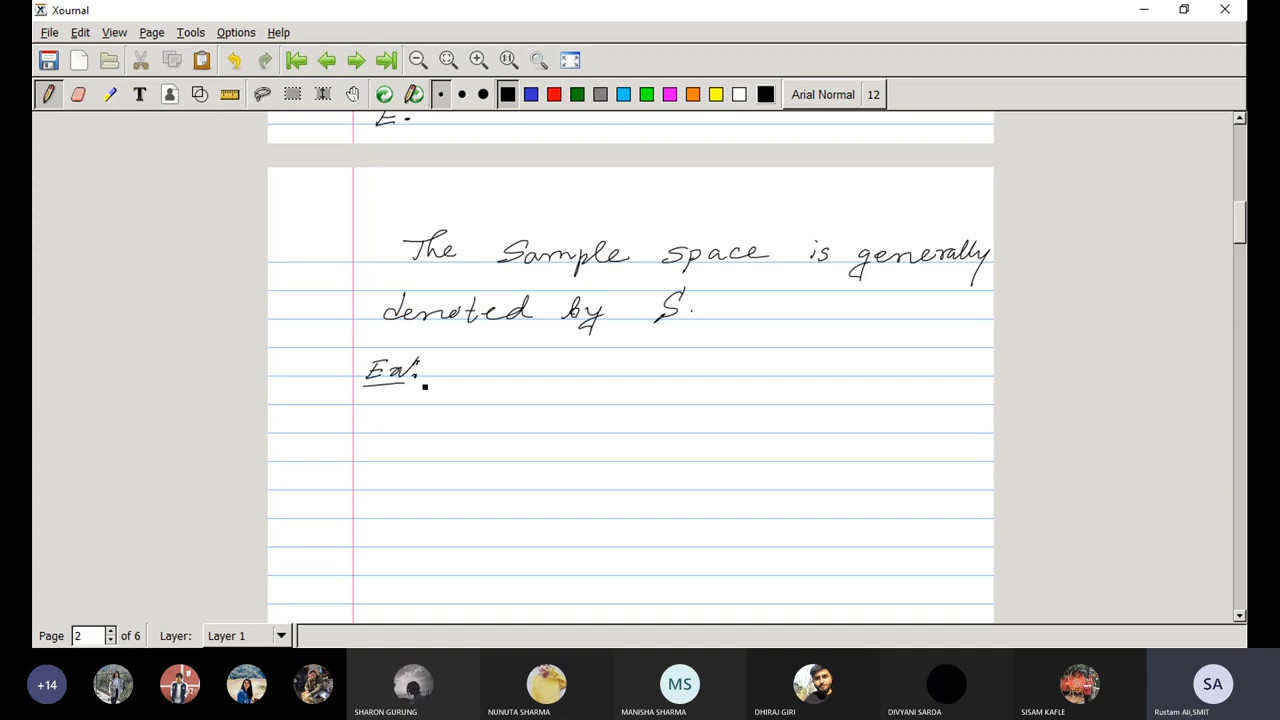 Xournal
File Edit View Page Tools Options Help
Arial Normal 12
E.
The Sample space is generally
denoted by S.
Ex:
Page 2 of 6 Layer: Layer 1
+14
MS
SA
SHARON GURUNG
NUNUTA SHARMA
MANISHA SHARMA
DHIRAJ GIRI
DIVYANI SARDA
SISAM KAFLE
Rustam Ali,SMIT